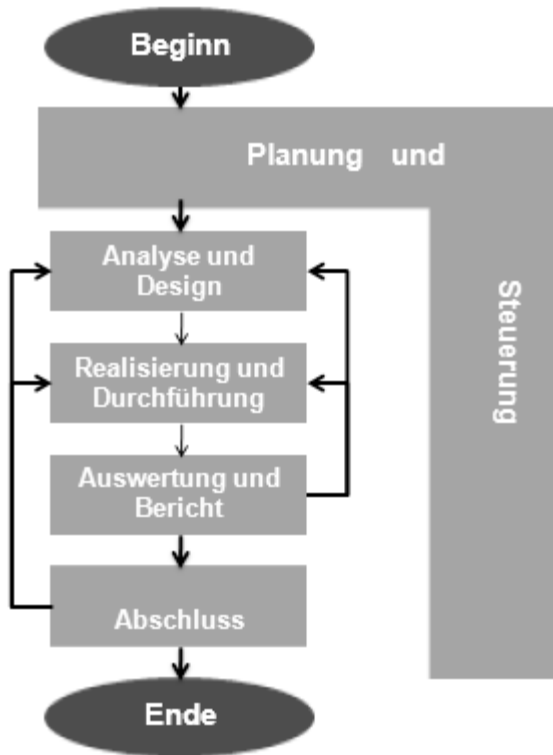 Beginn
Planung und
Steuerung
Analyse und
Design
Realisierung und
Durchführung
Auswertung und
Bericht
Abschluss
Ende